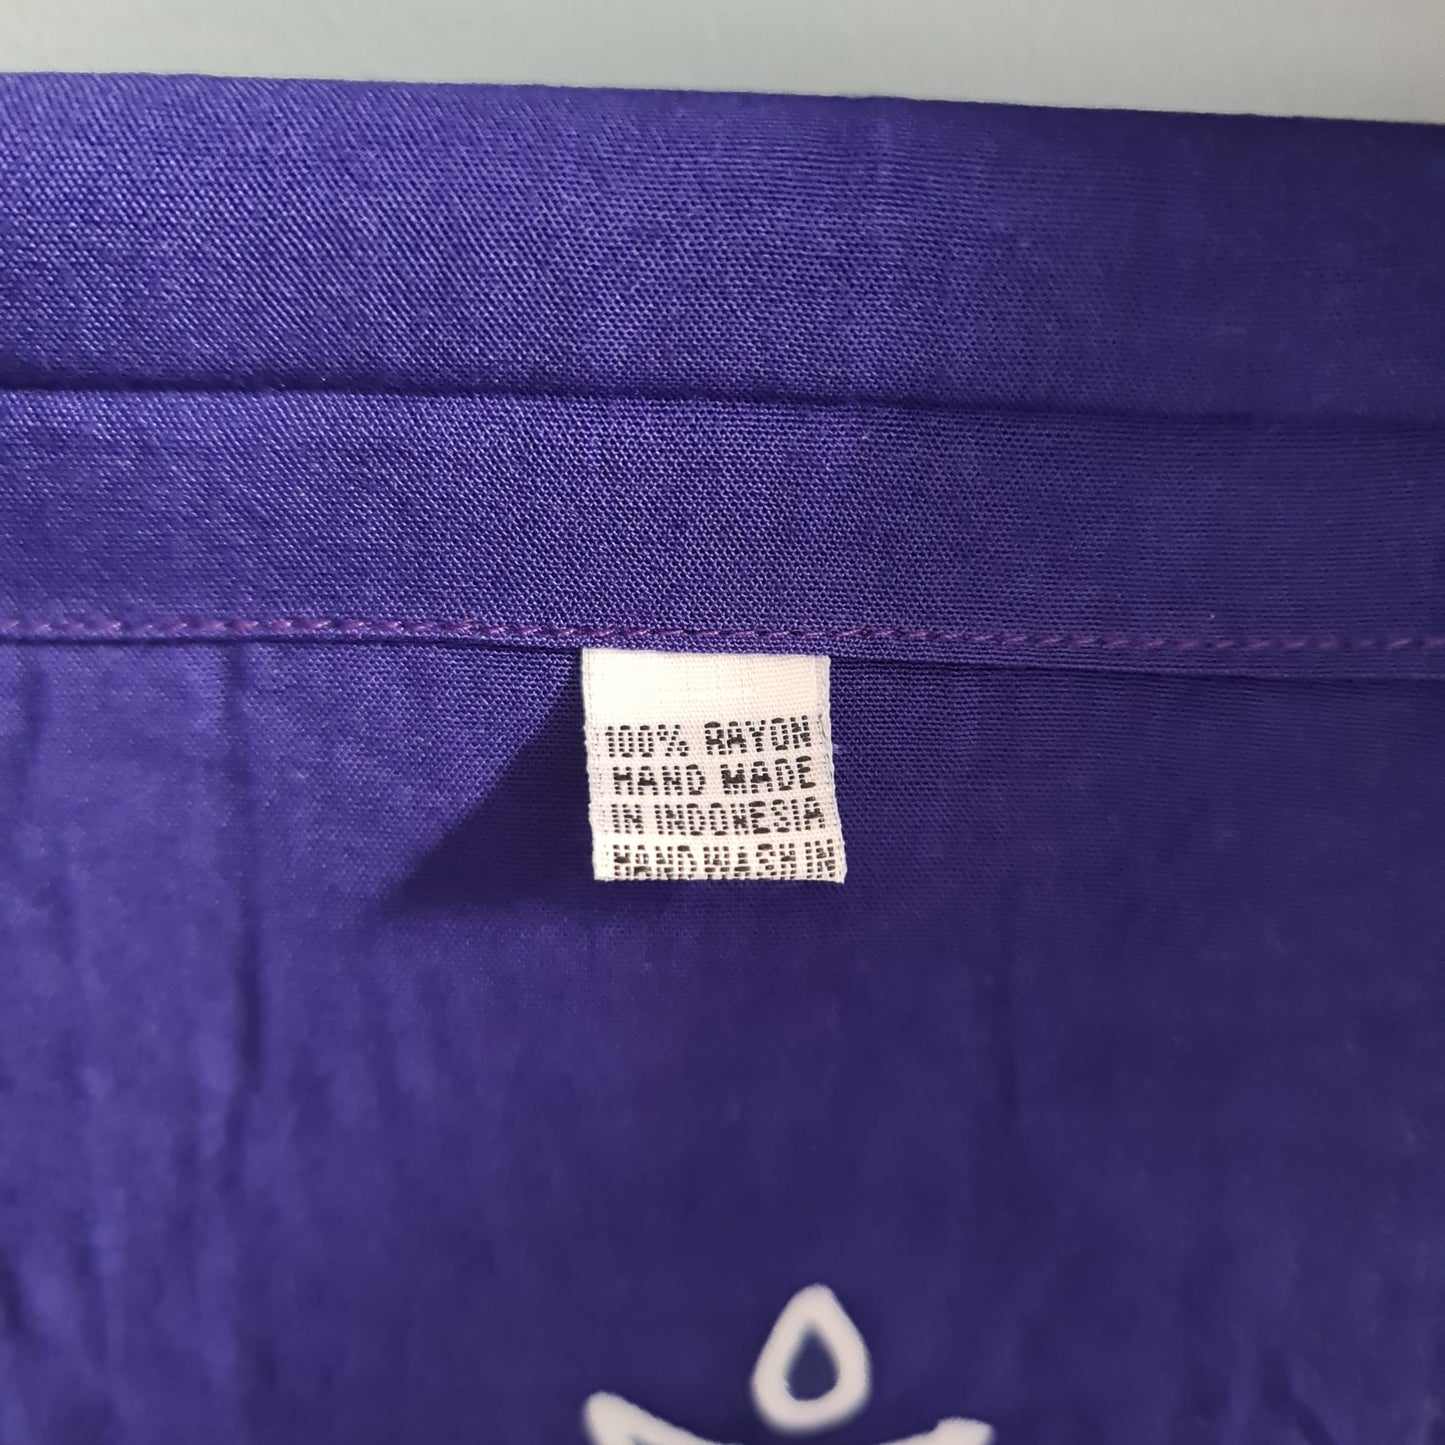 100% RAYON
HAND MADE
IN INDONESIA
HAND WASH IN